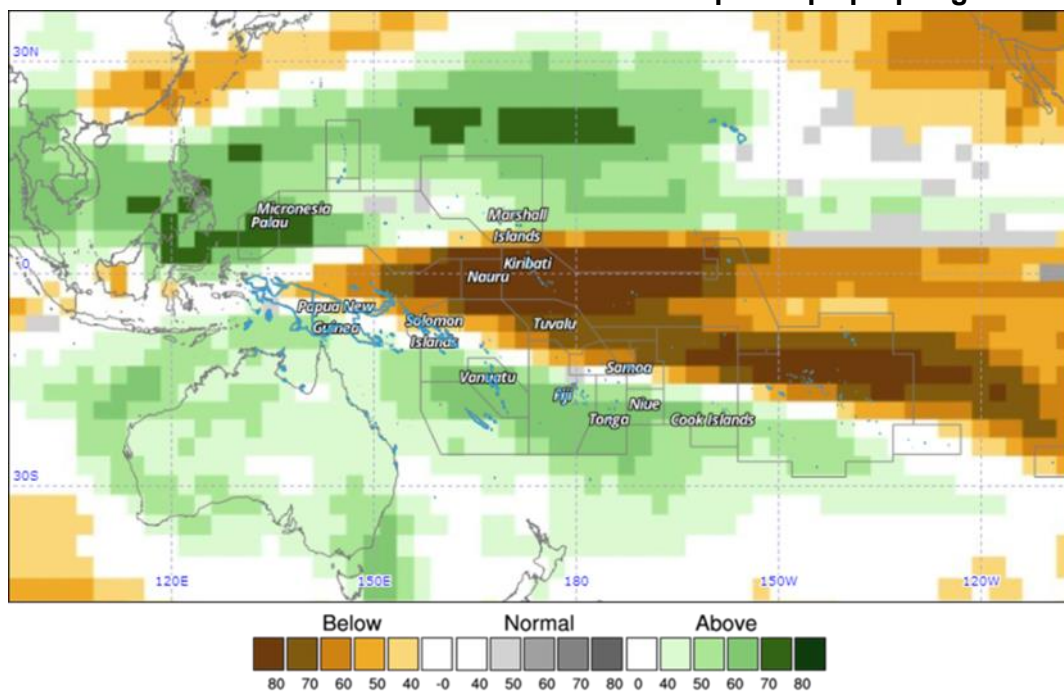 30N
Micronesia
Palau
Marshall
Islands
0
Kiribati
Nauru
Papua New
Guinea
Solomon
Islands
Tuvalu
Samoa
Vanuatu
Fiji
Niue
Tonga
Cook Islands
30S
120E 150E 180 150W 120W
Below Normal Above
80 70 60 50 40 -0 40 50 60 70 80 0 40 50 60 70 80